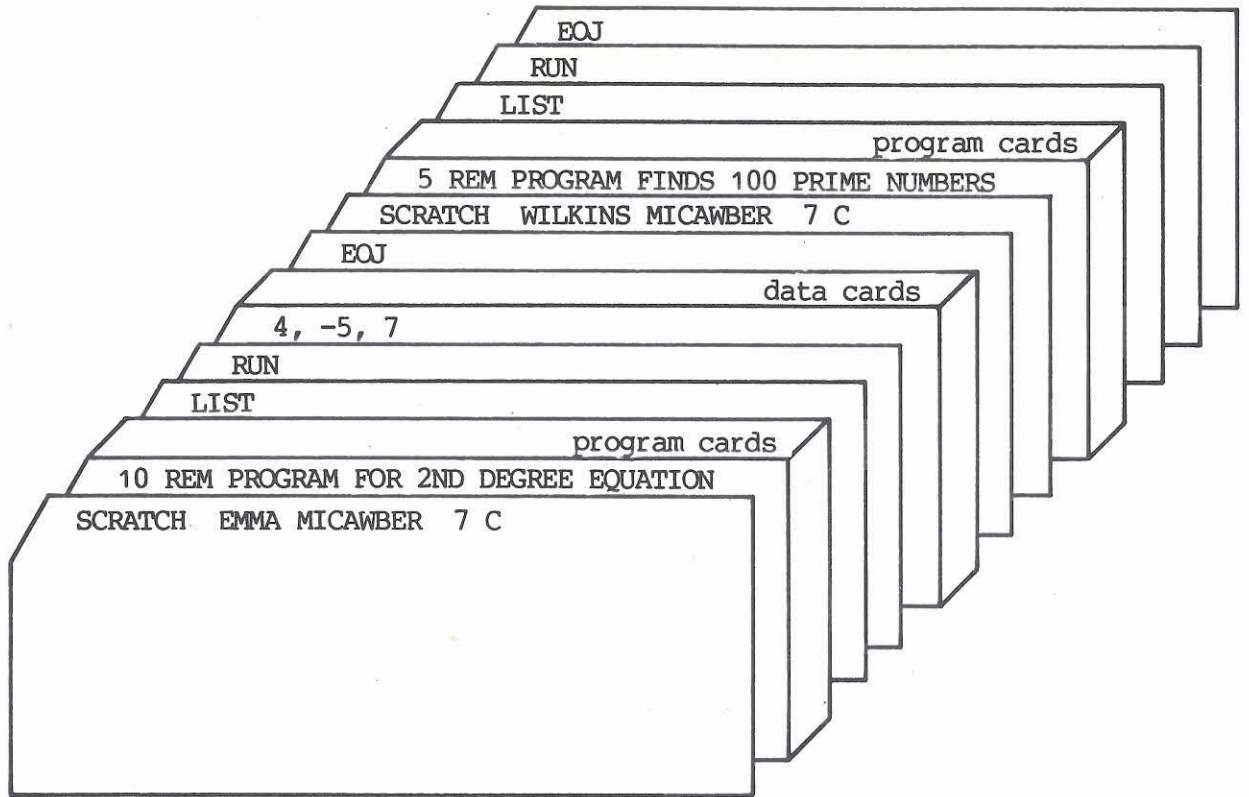 EOJ
RUN
LIST
program cards
5 REM PROGRAM FINDS 100 PRIME NUMBERS
SCRATCH WILKINS MICAWBER 7 C
EOJ
data cards
4, -5, 7
RUN
LIST
program cards
10 REM PROGRAM FOR 2ND DEGREE EQUATION
SCRATCH EMMA MICAWBER 7 C